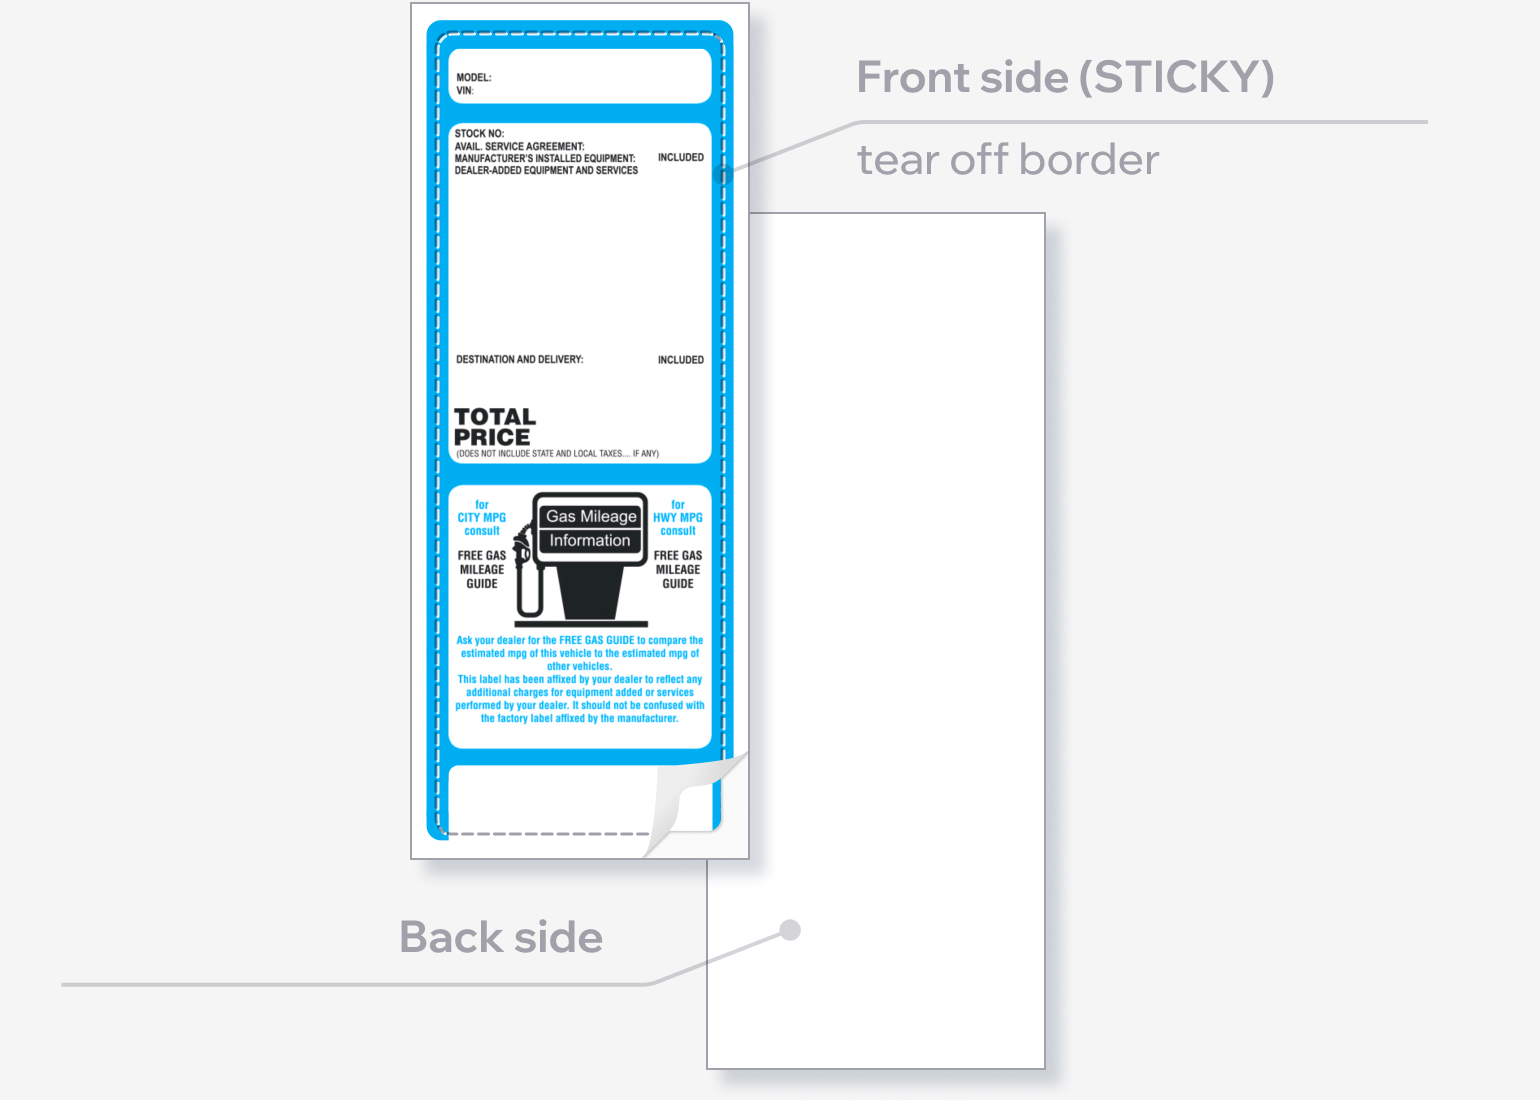 Front side (STICKY)
tear off border
MODEL:
VIN:
STOCK NO:
AVAIL. SERVICE AGREEMENT:
MANUFACTURER'S INSTALLED EQUIPMENT: INCLUDED
DEALER-ADDED EQUIPMENT AND SERVICES
DESTINATION AND DELIVERY: INCLUDED
TOTAL
PRICE
(DOES NOT INCLUDE STATE AND LOCAL TAXES.... IF ANY)
for
CITY MPG
consult
FREE GAS
MILEAGE
GUIDE
Gas Mileage
Information
for
HWY MPG
consult
FREE GAS
MILEAGE
GUIDE
Ask your dealer for the FREE GAS GUIDE to compare the
estimated mpg of this vehicle to the estimated mpg of
other vehicles.
This label has been affixed by your dealer to reflect any
additional charges for equipment added or services
performed by your dealer. It should not be confused with
the factory label affixed by the manufacturer.
Back side